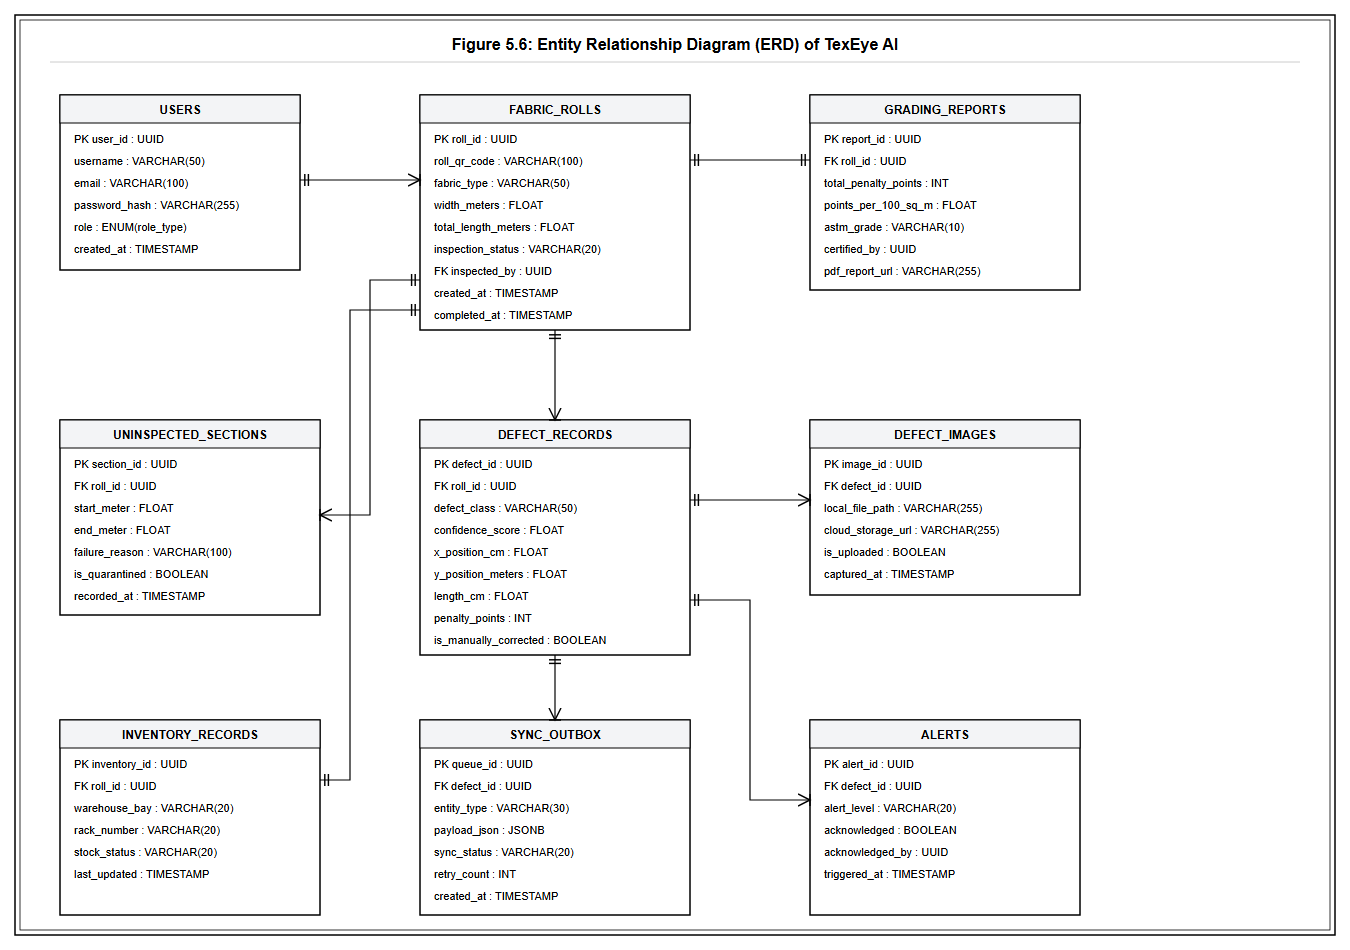 Figure 5.6: Entity Relationship Diagram (ERD) of TexEye AI
USERS
PK user_id : UUID
username : VARCHAR(50)
email : VARCHAR(100)
password_hash : VARCHAR(255)
role : ENUM(role_type)
created_at : TIMESTAMP
FABRIC_ROLLS
PK roll_id : UUID
roll_qr_code : VARCHAR(100)
fabric_type : VARCHAR(50)
width_meters : FLOAT
total_length_meters : FLOAT
inspection_status : VARCHAR(20)
FK inspected_by : UUID
created_at : TIMESTAMP
completed_at : TIMESTAMP
GRADING_REPORTS
PK report_id : UUID
FK roll_id : UUID
total_penalty_points : INT
points_per_100_sq_m : FLOAT
astm_grade : VARCHAR(10)
certified_by : UUID
pdf_report_url : VARCHAR(255)
UNINSPECTED_SECTIONS
PK section_id : UUID
FK roll_id : UUID
start_meter : FLOAT
end_meter : FLOAT
failure_reason : VARCHAR(100)
is_quarantined : BOOLEAN
recorded_at : TIMESTAMP
DEFECT_RECORDS
PK defect_id : UUID
FK roll_id : UUID
defect_class : VARCHAR(50)
confidence_score : FLOAT
x_position_cm : FLOAT
y_position_meters : FLOAT
length_cm : FLOAT
penalty_points : INT
is_manually_corrected : BOOLEAN
DEFECT_IMAGES
PK image_id : UUID
FK defect_id : UUID
local_file_path : VARCHAR(255)
cloud_storage_url : VARCHAR(255)
is_uploaded : BOOLEAN
captured_at : TIMESTAMP
INVENTORY_RECORDS
PK inventory_id : UUID
FK roll_id : UUID
warehouse_bay : VARCHAR(20)
rack_number : VARCHAR(20)
stock_status : VARCHAR(20)
last_updated : TIMESTAMP
SYNC_OUTBOX
PK queue_id : UUID
FK defect_id : UUID
entity_type : VARCHAR(30)
payload_json : JSONB
sync_status : VARCHAR(20)
retry_count : INT
created_at : TIMESTAMP
ALERTS
PK alert_id : UUID
FK defect_id : UUID
alert_level : VARCHAR(20)
acknowledged : BOOLEAN
acknowledged_by : UUID
triggered_at : TIMESTAMP